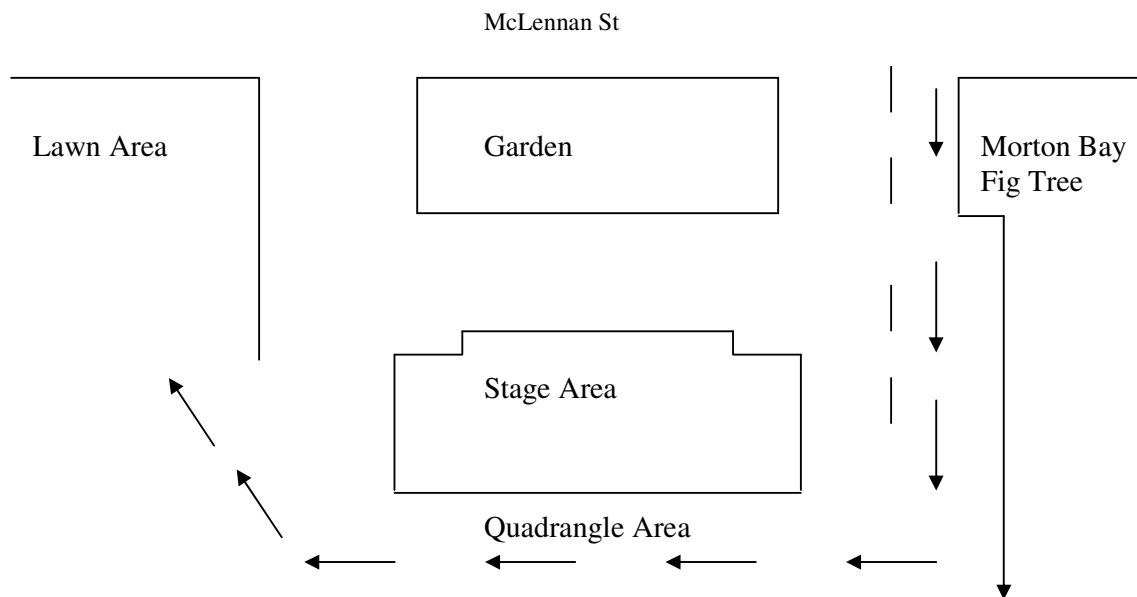 McLennan St
Lawn Area
Garden
Morton Bay
Fig Tree
Stage Area
Quadrangle Area